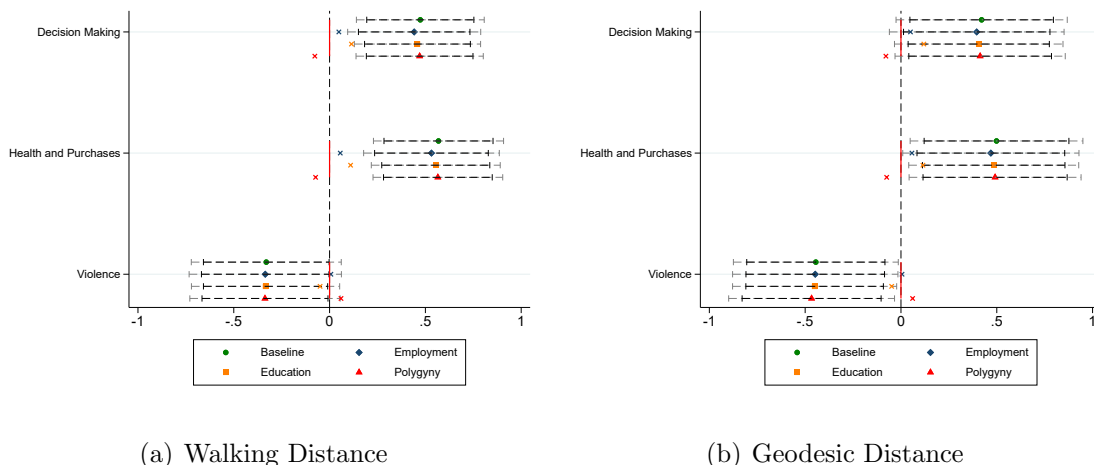 Decision Making
Health and Purchases
Violence
-1 -.5 0 .5 1
Baseline Employment
Education Polygyny
(a) Walking Distance
Decision Making
Health and Purchases
Violence
-1 -.5 0 .5 1
Baseline Employment
Education Polygyny
(b) Geodesic Distance